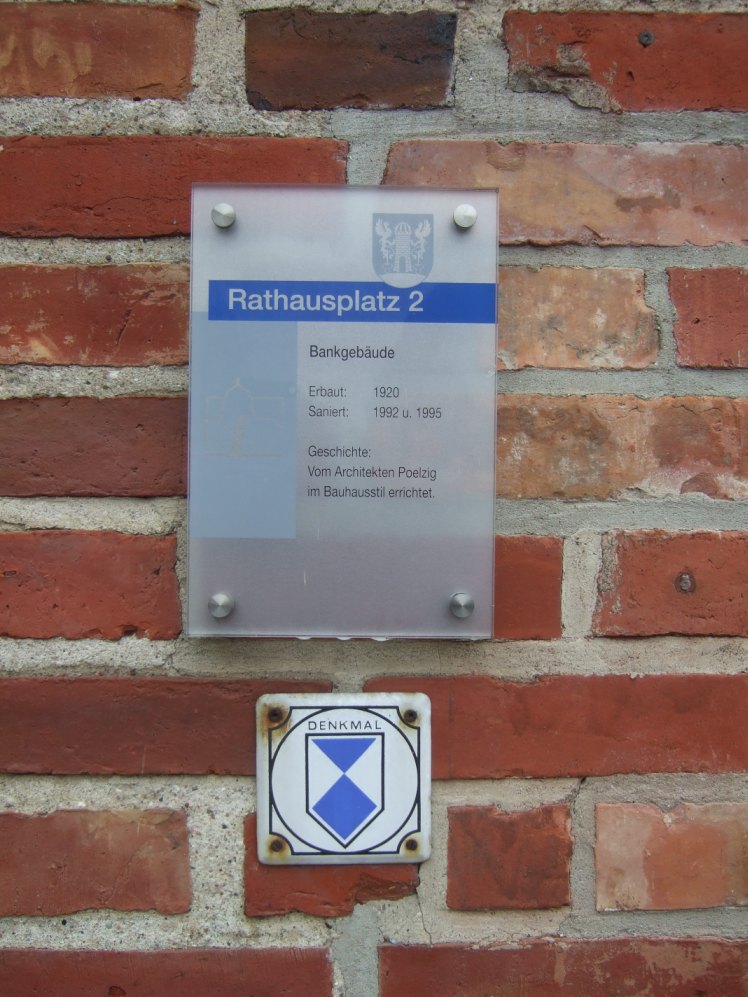 Rathausplatz 2
Bankgebäude
Erbaut: 1920
Saniert: 1992 u. 1995
Geschichte:
Vom Architekten Poelzig
im Bauhausstil errichtet.
DENKMAL